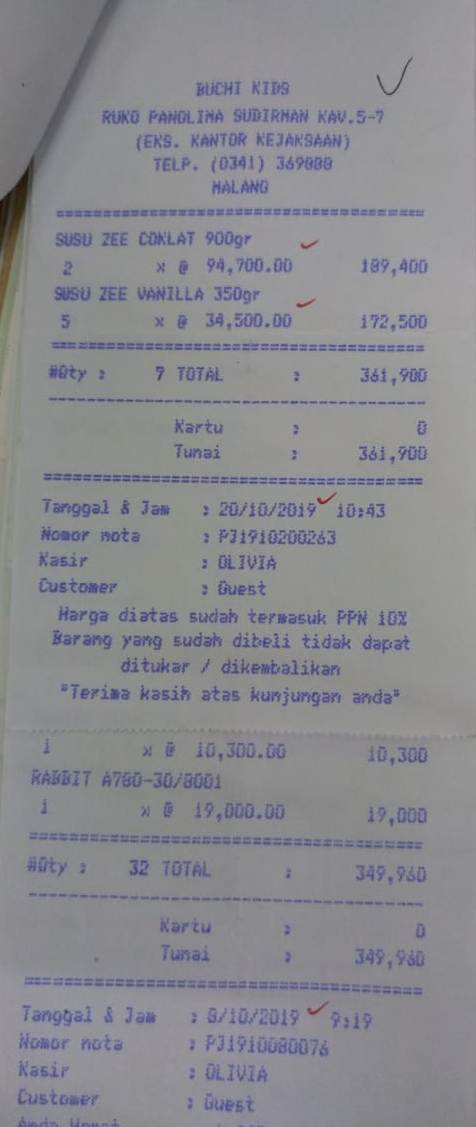 BUCHI KIDS
RUKO PANGLIMA SUDIRMAN KAV.5-7
(EKS. KANTOR KEJAKSAAN)
TELP. (0341) 369888
MALANG
========================================
SUSU ZEE COKLAT 900gr
2 x @ 94,700.00 189,400
SUSU ZEE VANILLA 350gr
5 x @ 34,500.00 172,500
========================================
#Qty : 7 TOTAL : 361,900
----------------------------------------
Kartu : 0
Tunai : 361,900
========================================
Tanggal & Jam : 20/10/2019 10:43
Nomor nota : PJ1910200263
Kasir : OLIVIA
Customer : Guest
Harga diatas sudah termasuk PPN 10%
Barang yang sudah dibeli tidak dapat
ditukar / dikembalikan
"Terima kasih atas kunjungan anda"
1 x @ 10,300.00 10,300
RABBIT A780-30/8001
1 x @ 19,000.00 19,000
========================================
#Qty : 32 TOTAL : 349,960
----------------------------------------
Kartu : 0
Tunai : 349,960
========================================
Tanggal & Jam : 8/10/2019 9:19
Nomor nota : PJ1910080076
Kasir : OLIVIA
Customer : Guest
Anda Hemat